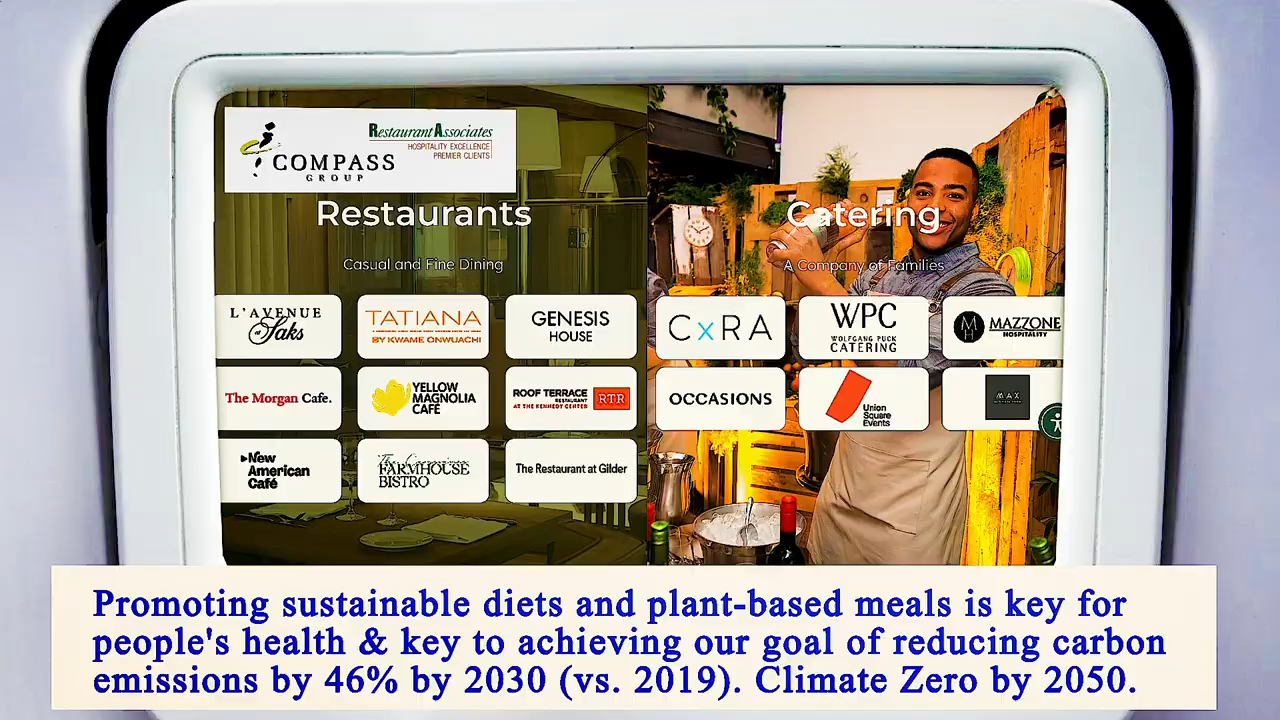 COMPASS
GROUP
Restaurant Associates
HOSPITALITY EXCELLENCE
PREMIER CLIENTS
Restaurants
Casual and Fine Dining
L'AVENUE
at Saks
TATIANA
BY KWAME ONWUACHI
GENESIS
HOUSE
The Morgan Cafe.
YELLOW
MAGNOLIA
CAFÉ
ROOF TERRACE
RESTAURANT
AT THE KENNEDY CENTER
RTR
New
American
Café
FARMHOUSE
BISTRO
The Restaurant at Gilder
Catering
A Company of Families
CxRA
WPC
WOLFGANG PUCK
CATERING
MH
MAZZONE
HOSPITALITY
OCCASIONS
Union
Square
Events
MAX
Promoting sustainable diets and plant-based meals is key for
people's health & key to achieving our goal of reducing carbon
emissions by 46% by 2030 (vs. 2019). Climate Zero by 2050.